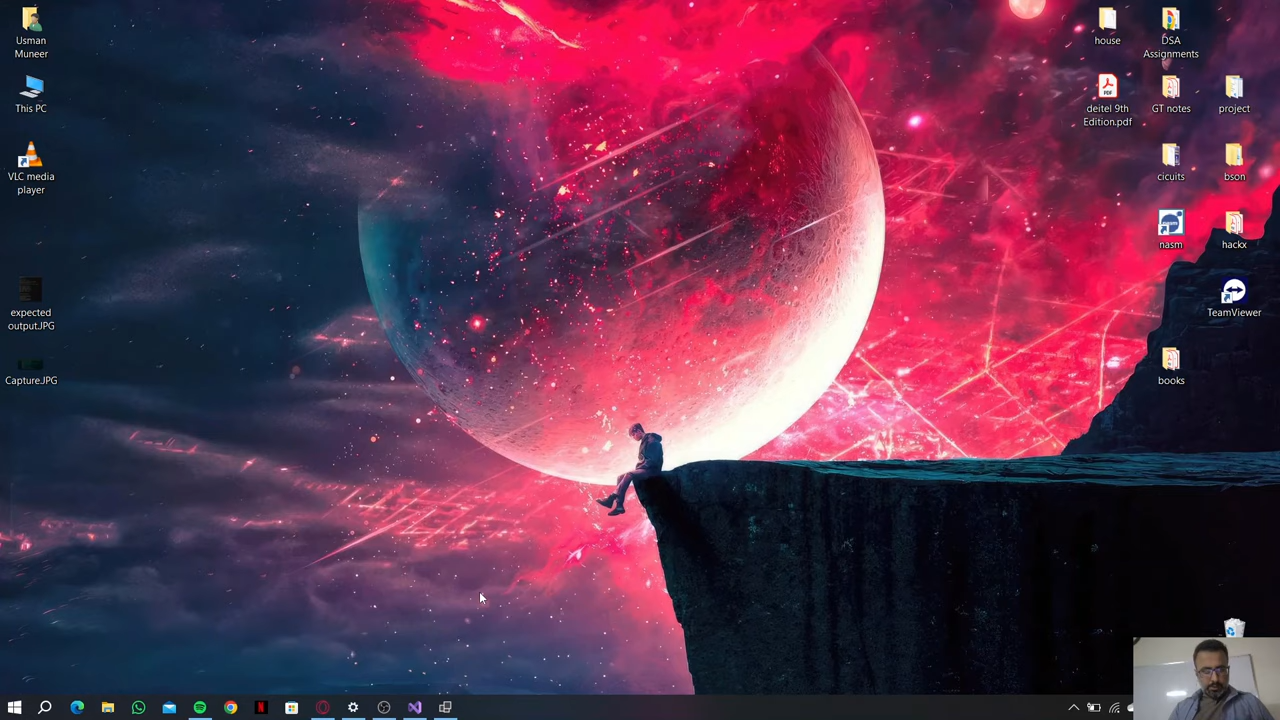 Usman
Muneer
This PC
VLC media
player
expected
output.JPG
Capture.JPG
house
DSA
Assignments
deitel 9th
Edition.pdf
GT notes
project
cicuits
bson
nasm
hackx
TeamViewer
books